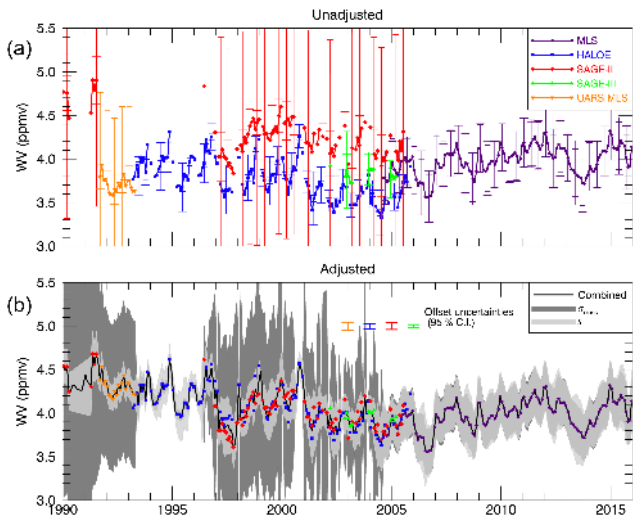 Unadjusted
(a)
5.5
5.0
4.5
4.0
3.5
3.0
WV (ppmv)
MLS
HALOE
SAGE-II
SAGE-III
UARS MLS
Adjusted
(b)
5.5
5.0
4.5
4.0
3.5
3.0
WV (ppmv)
Offset uncertainties
(95 % C.I.)
Combined
1990
1995
2000
2005
2010
2015